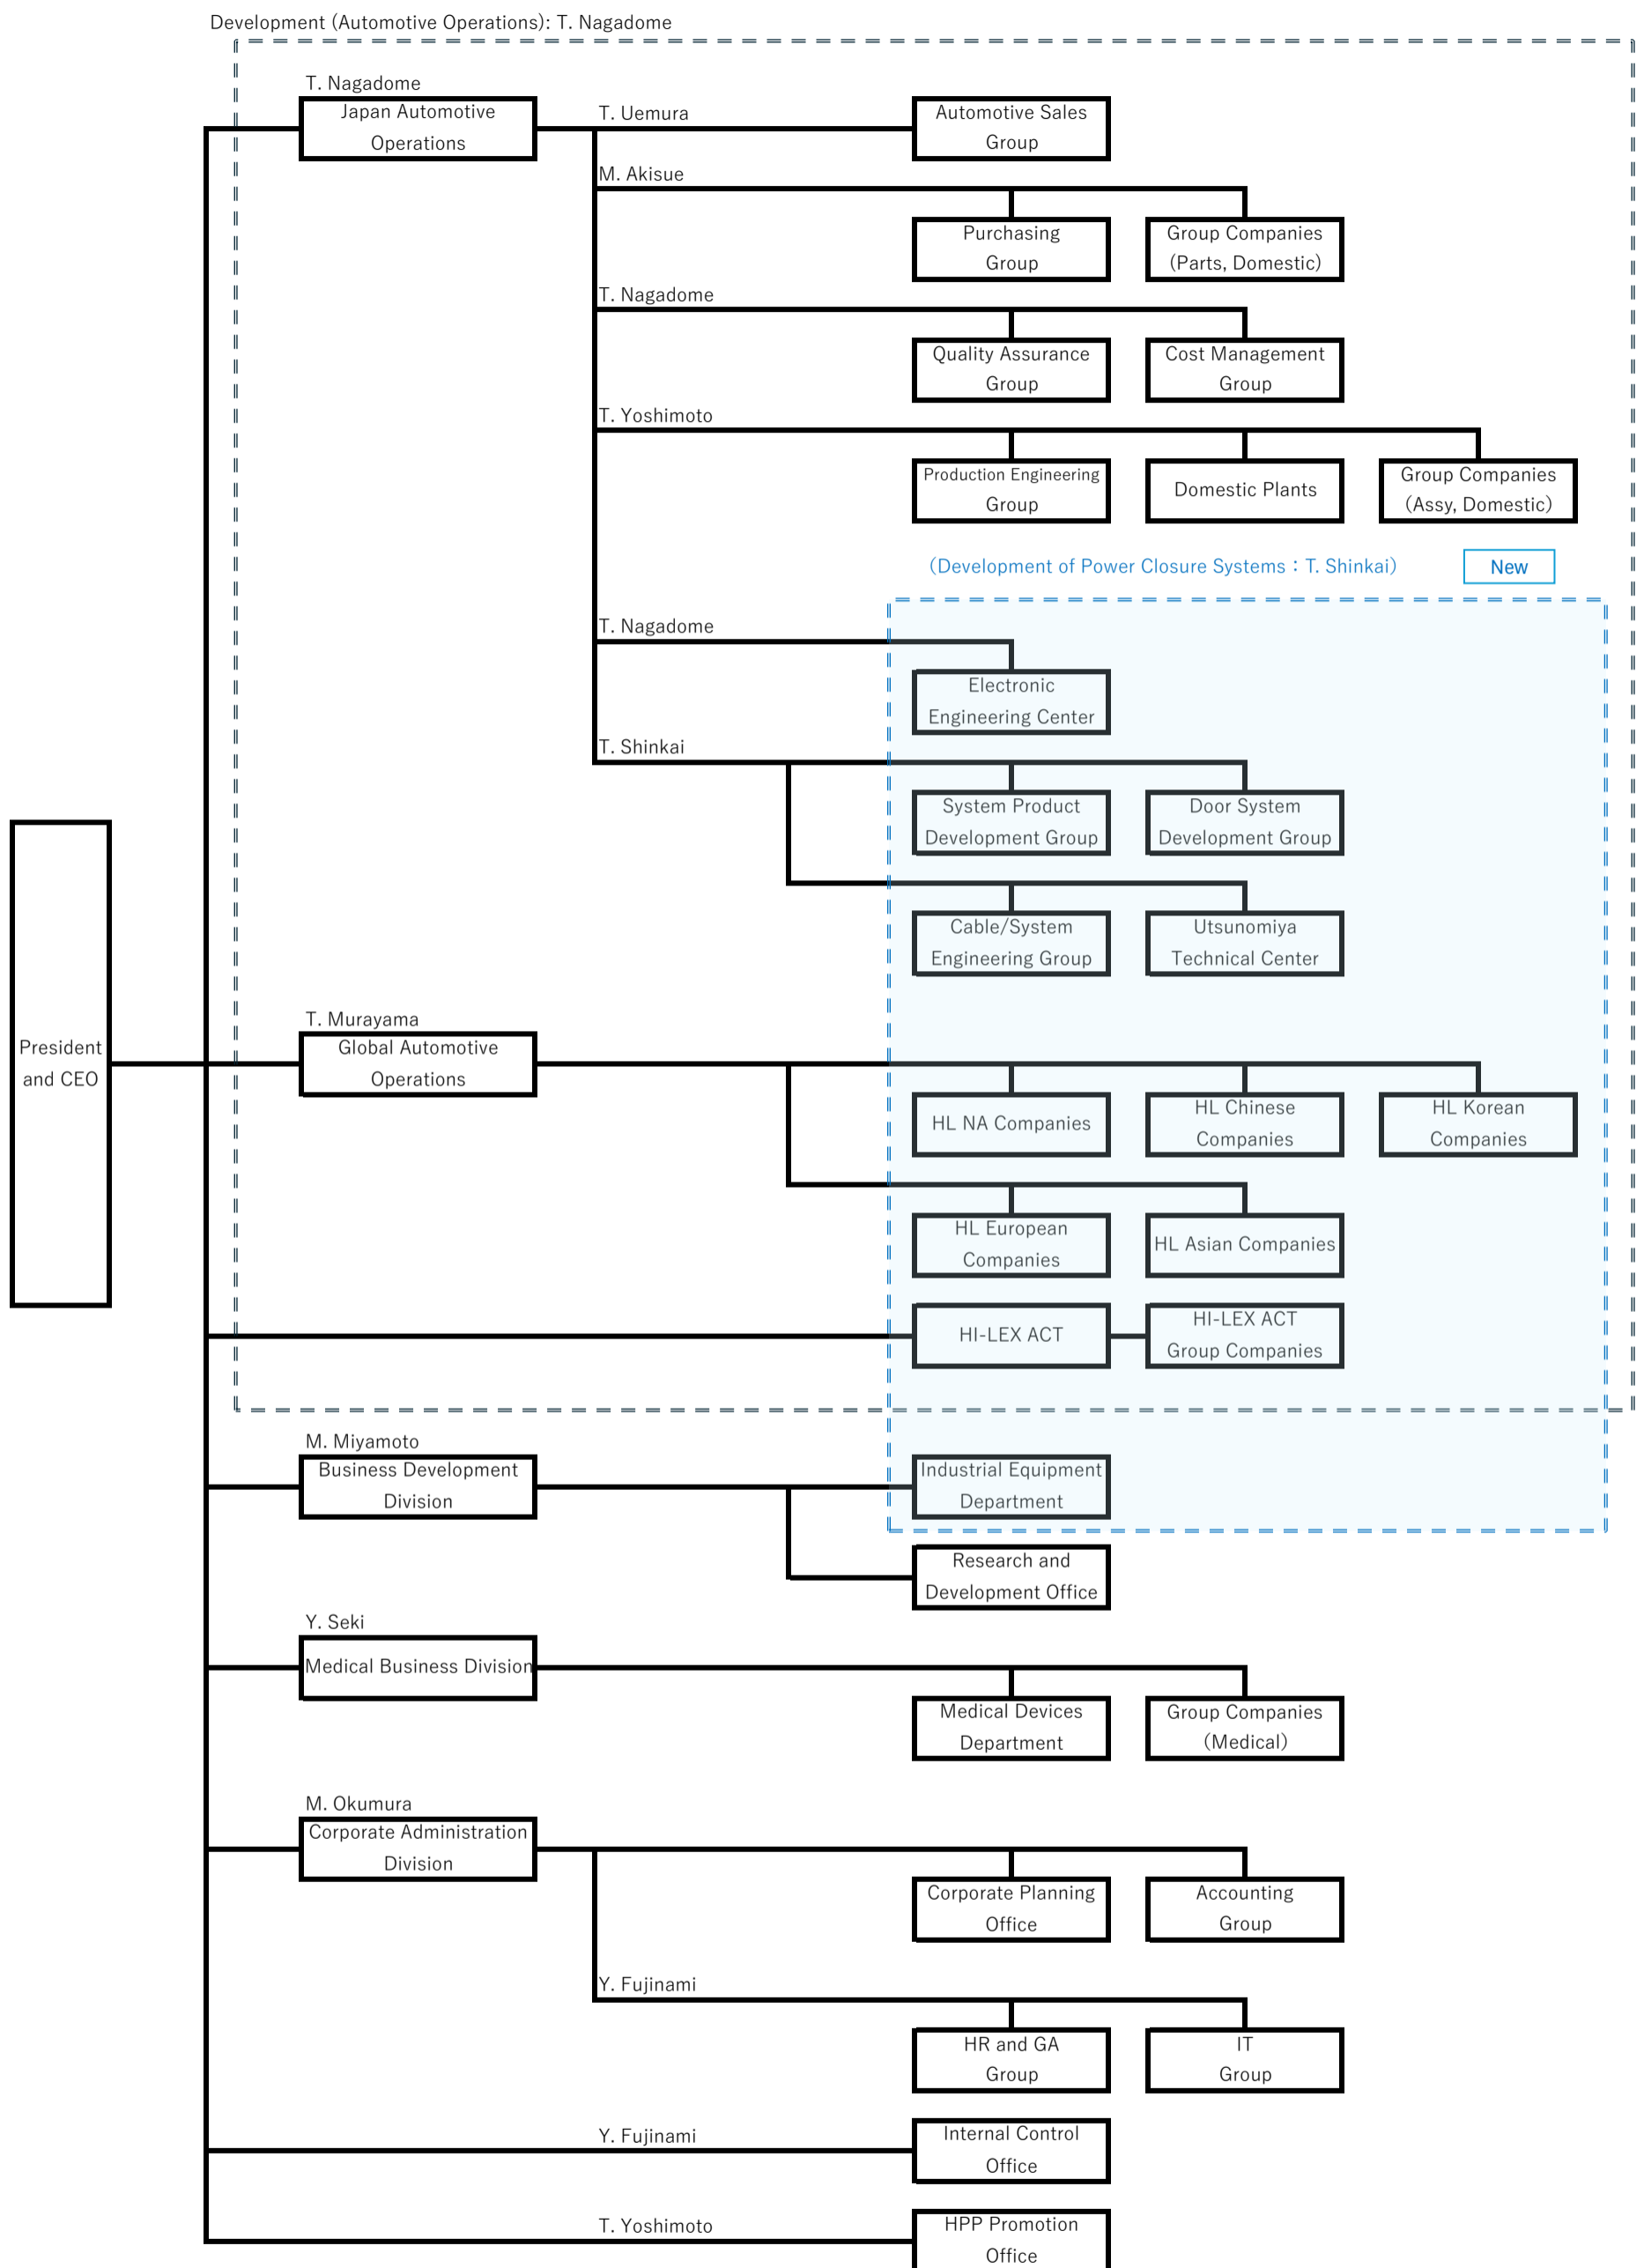 Development (Automotive Operations): T. Nagadome
T. Nagadome
Japan Automotive
Operations
T. Uemura
Automotive Sales
Group
M. Akisue
Purchasing
Group
Group Companies
(Parts, Domestic)
T. Nagadome
Quality Assurance
Group
Cost Management
Group
T. Yoshimoto
Production Engineering
Group
Domestic Plants
Group Companies
(Assy, Domestic)
(Development of Power Closure Systems：T. Shinkai)
New
T. Nagadome
Electronic
Engineering Center
T. Shinkai
System Product
Development Group
Door System
Development Group
Cable/System
Engineering Group
Utsunomiya
Technical Center
President
and CEO
T. Murayama
Global Automotive
Operations
HL NA Companies
HL Chinese
Companies
HL Korean
Companies
HL European
Companies
HL Asian Companies
HI-LEX ACT
HI-LEX ACT
Group Companies
M. Miyamoto
Business Development
Division
Industrial Equipment
Department
Research and
Development Office
Y. Seki
Medical Business Division
Medical Devices
Department
Group Companies
(Medical)
M. Okumura
Corporate Administration
Division
Corporate Planning
Office
Accounting
Group
Y. Fujinami
HR and GA
Group
IT
Group
Y. Fujinami
Internal Control
Office
T. Yoshimoto
HPP Promotion
Office